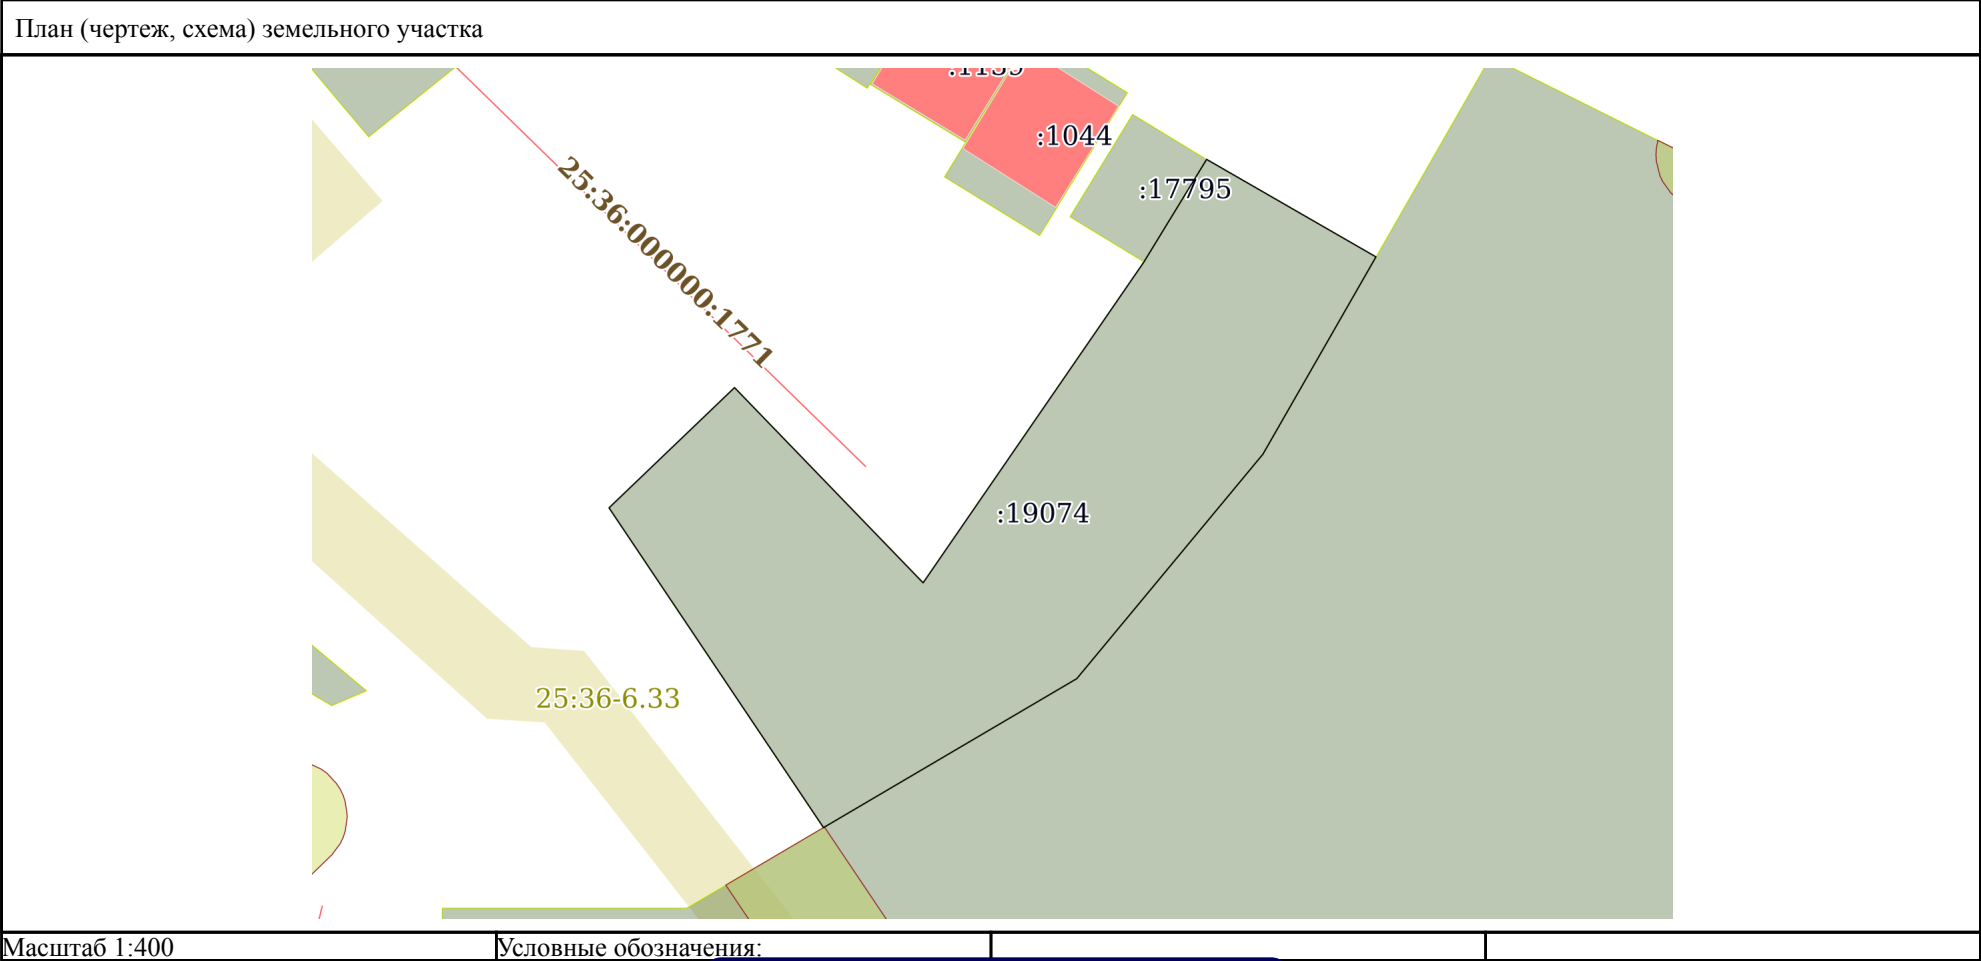 План (чертеж, схема) земельного участка
:1139
:1044
:17795
25:36:000000:1771
:19074
25:36-6.33
Масштаб 1:400
Условные обозначения: